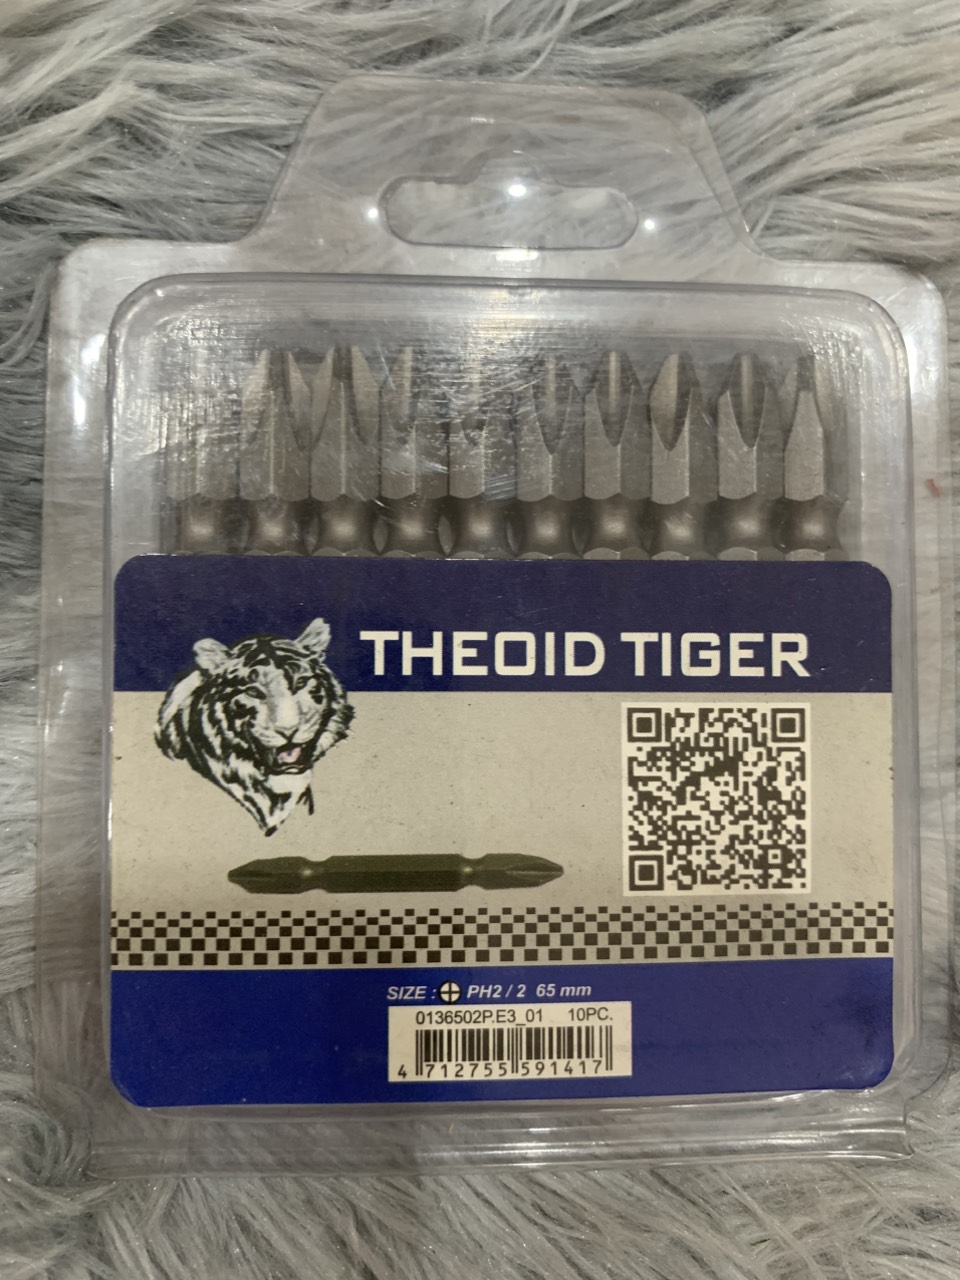 THEOID TIGER
SIZE : PH2 / 2 65 mm
0136502P.E3_01 10PC.
4 712755 591417